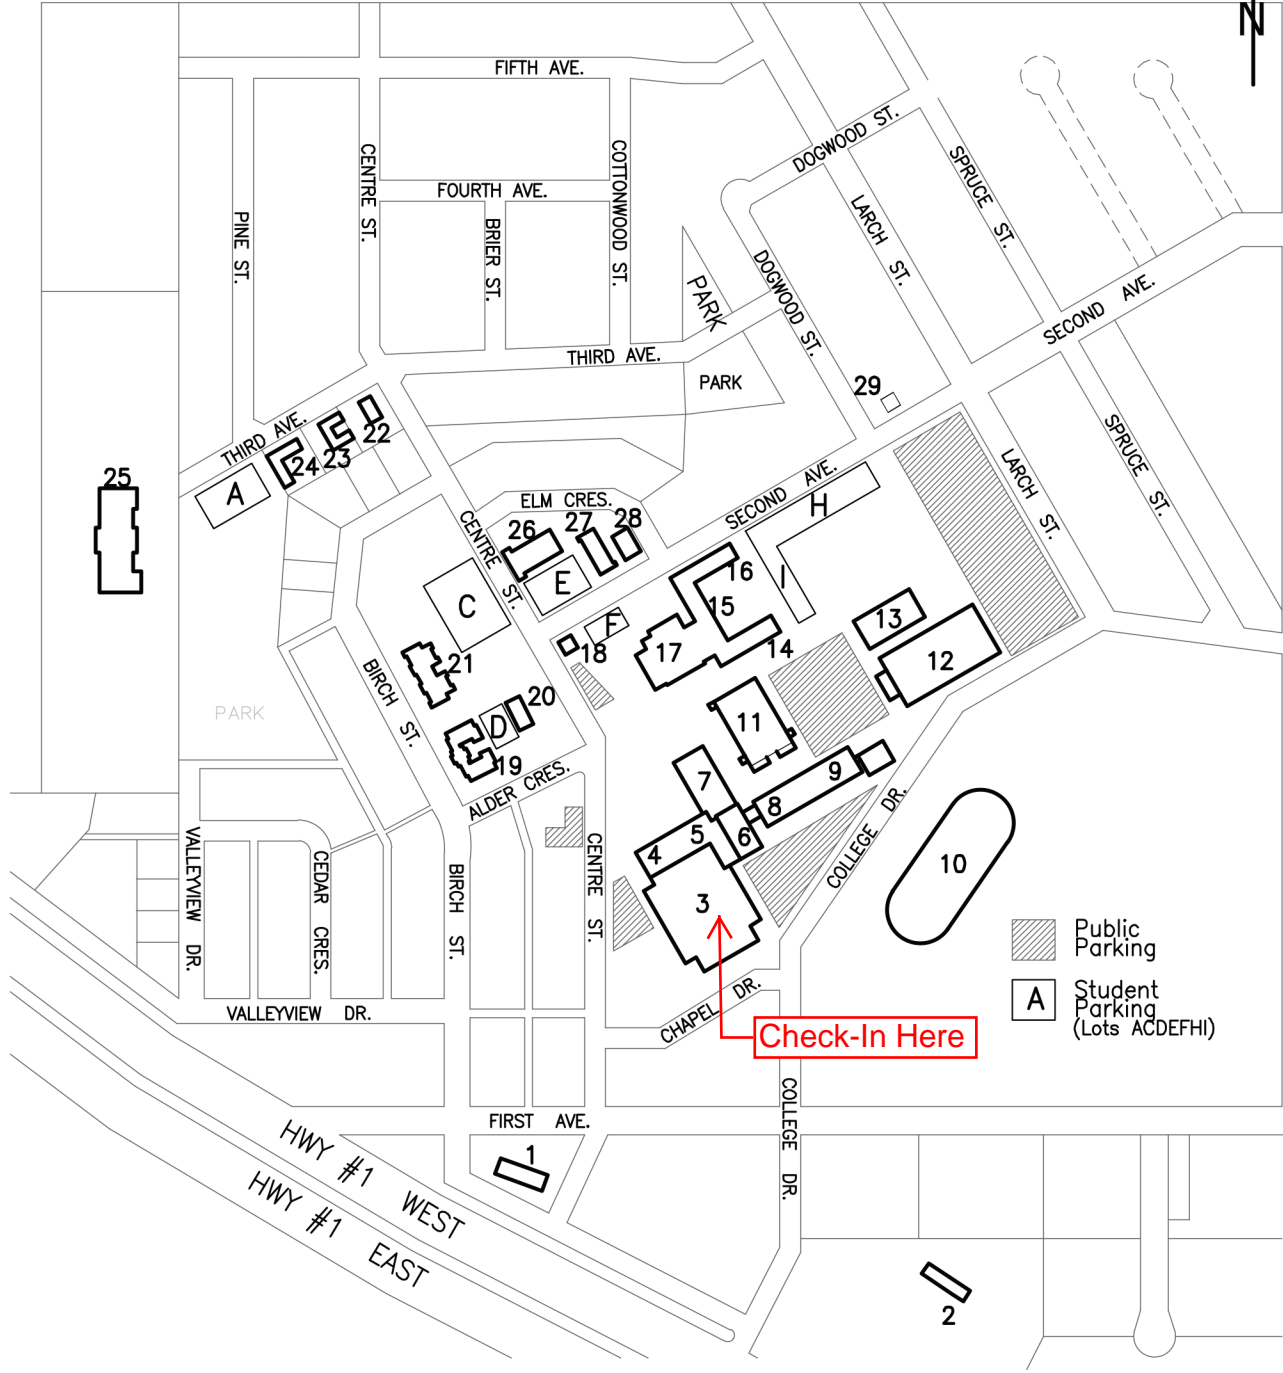 N
FIFTH AVE.
CENTRE ST.
COTTONWOOD ST.
DOGWOOD ST.
SPRUCE ST.
FOURTH AVE.
PINE ST.
BRIER ST.
LARCH ST.
DOGWOOD ST.
PARK
SECOND AVE.
THIRD AVE.
PARK
29
THIRD AVE.
22
23
24
A
25
SPRUCE ST.
LARCH ST.
SECOND AVE.
H
ELM CRES.
CENTRE ST.
26
27
28
E
I
16
15
C
F
13
14
12
17
18
21
BIRCH ST.
PARK
20
D
19
11
ALDER CRES.
7
9
8
6
5
4
3
COLLEGE DR.
10
VALLEYVIEW DR.
CEDAR CRES.
BIRCH ST.
CENTRE ST.
Public
Parking
A
Student
Parking
(Lots ACDEFHI)
VALLEYVIEW DR.
CHAPEL DR.
Check-In Here
COLLEGE DR.
FIRST AVE.
1
HWY #1 WEST
HWY #1 EAST
2